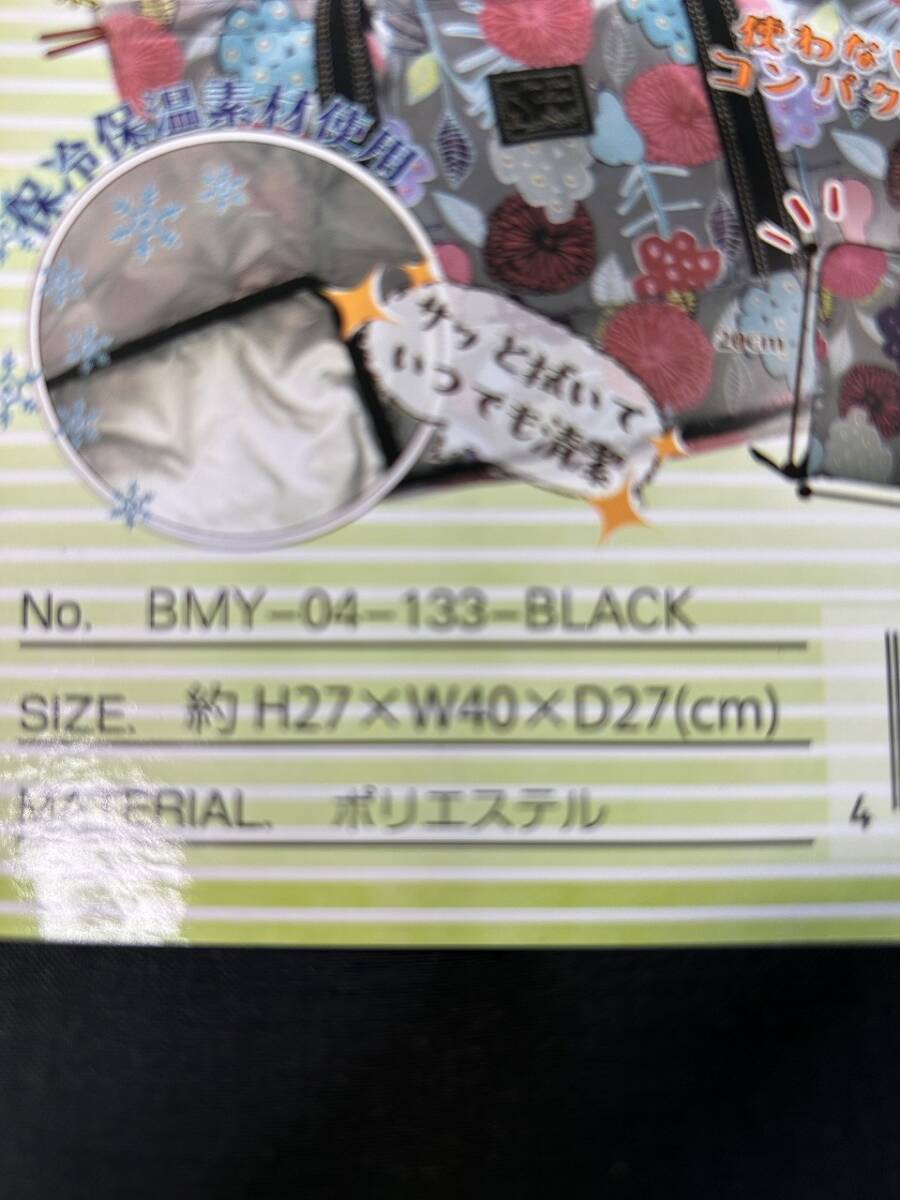 使わな
コンパク
保冷保温素材使用
サッと拭いて
いつでも清潔
20cm
No. BMY-04-133-BLACK
SIZE. 約 H27×W40×D27(cm)
MATERIAL. ポリエステル
4